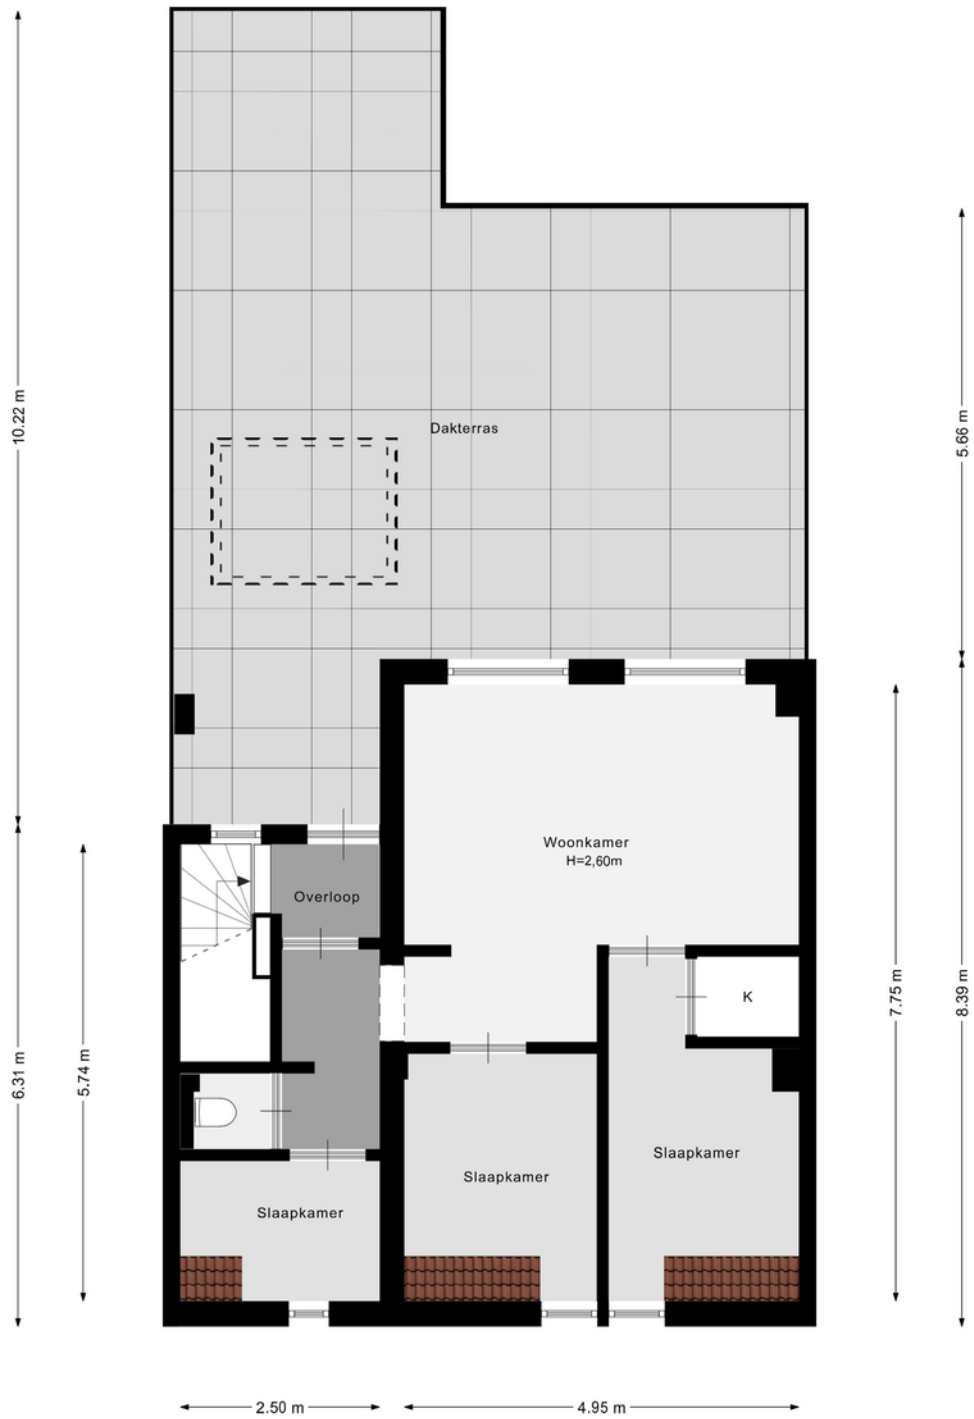 Dakterras
10.22 m
5.66 m
Woonkamer
H=2,60m
Overloop
K
7.75 m
8.39 m
6.31 m
5.74 m
Slaapkamer
Slaapkamer
Slaapkamer
2.50 m
4.95 m